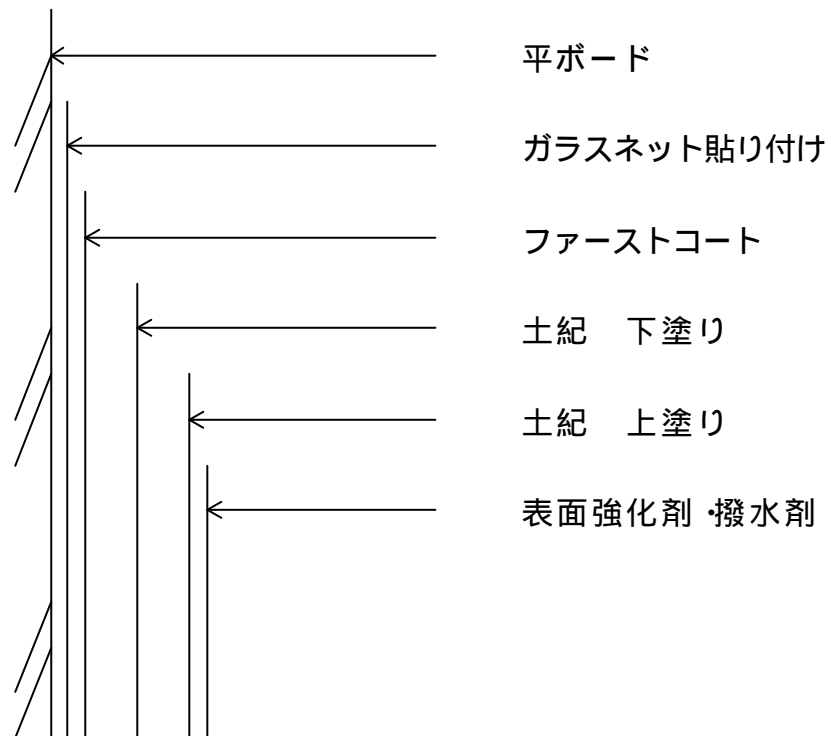 平ボード
ガラスネット貼り付け
ファーストコート
土紀　下塗り
土紀　上塗り
表面強化剤・撥水剤